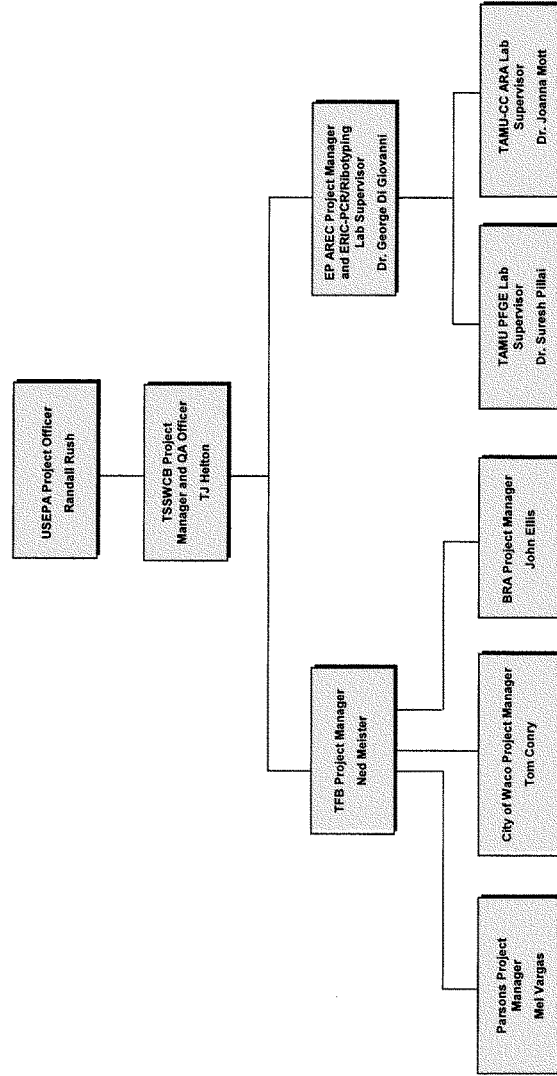 USEPA Project Officer
Randall Rush
TSSWCB Project
Manager and QA Officer
TJ Helton
TFB Project Manager
Ned Meister
EP AREC Project Manager
and ERIC-PCR/Ribotyping
Lab Supervisor
Dr. George Di Giovanni
Parsons Project
Manager
Mel Vargas
City of Waco Project Manager
Tom Conry
BRA Project Manager
John Ellis
TAMU PFGE Lab
Supervisor
Dr. Suresh Pillai
TAMU-CC ARA Lab
Supervisor
Dr. Joanna Mott